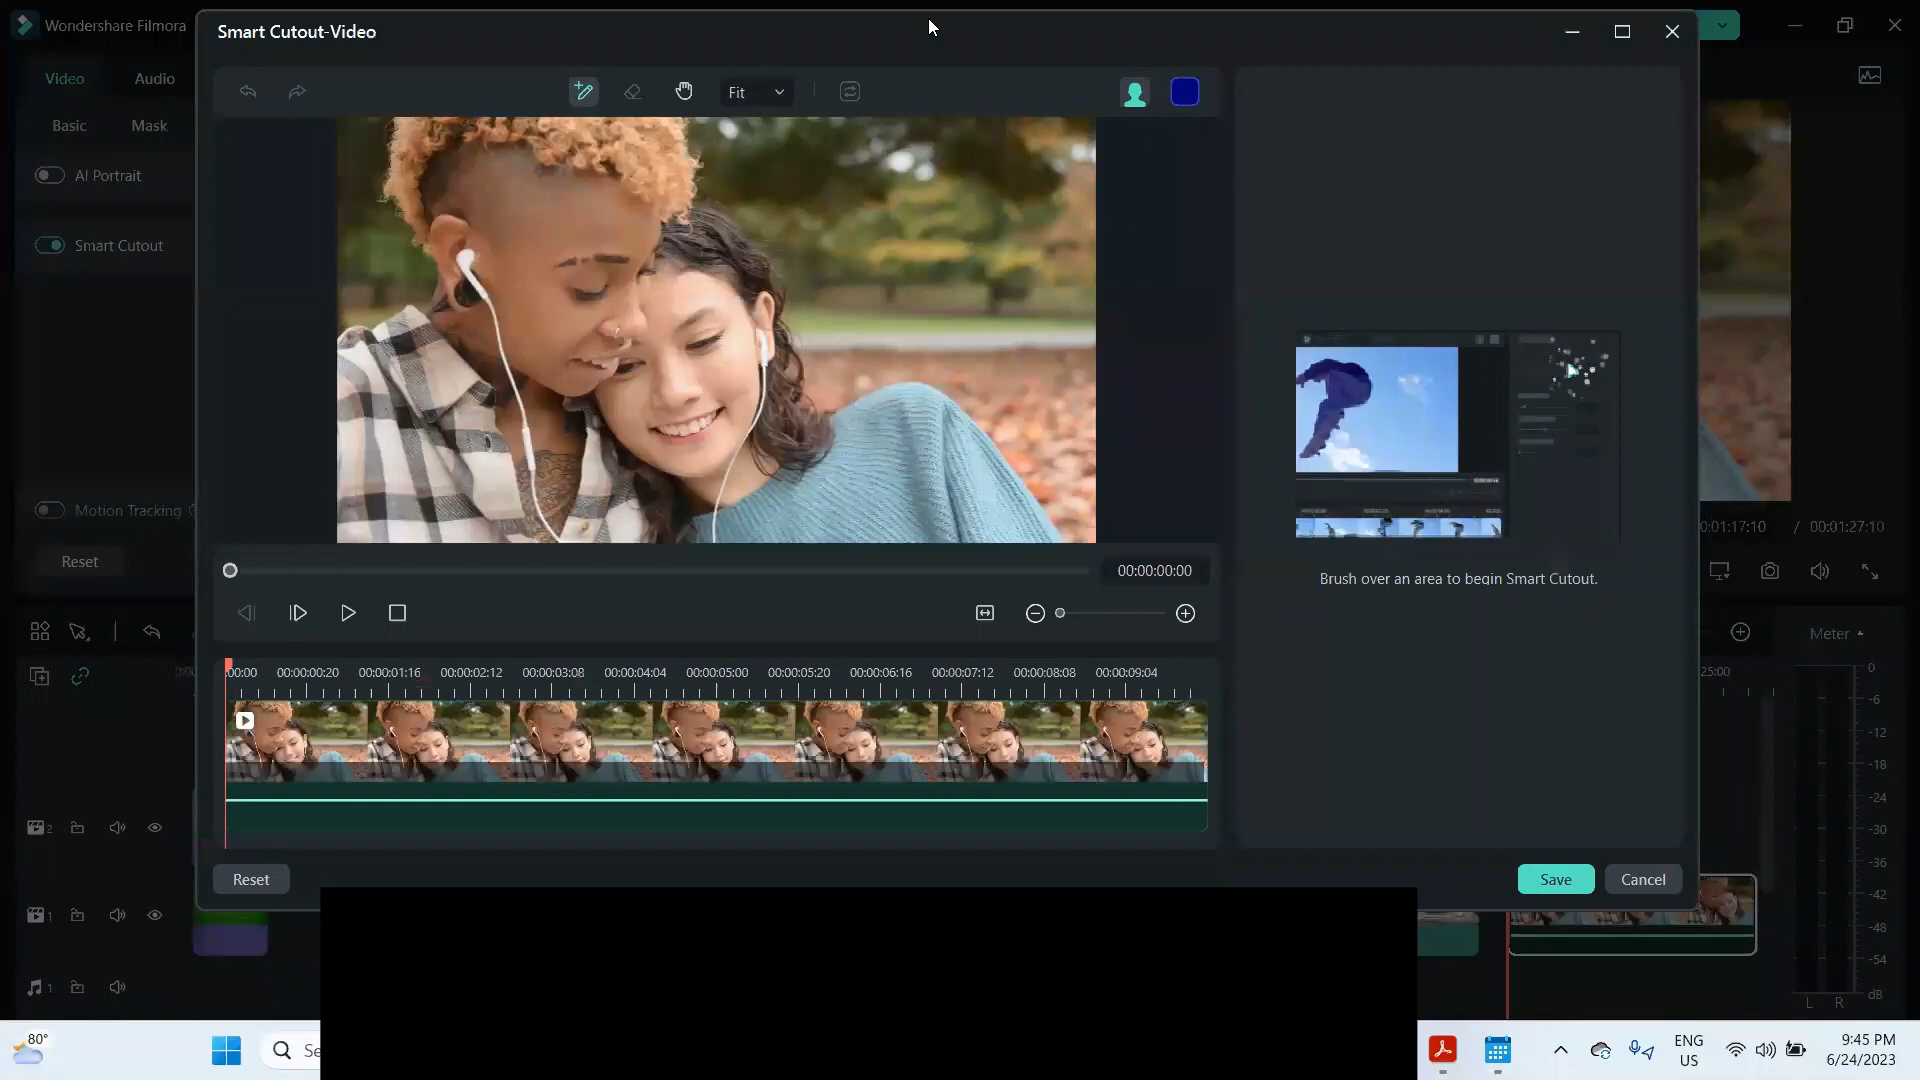 Wondershare Filmora
Smart Cutout-Video
Video
Audio
Fit
Basic
Mask
AI Portrait
Smart Cutout
Motion Tracking
Reset
00:00:00:00
Brush over an area to begin Smart Cutout.
0:01:17:10 / 00:01:27:10
Meter
:00:00 00:00:00:20 00:00:01:16 00:00:02:12 00:00:03:08 00:00:04:04 00:00:05:00 00:00:05:20 00:00:06:16 00:00:07:12 00:00:08:08 00:00:09:04
25:00
0
-6
-12
-18
-24
-30
-36
-42
-48
-54
dB
L R
2
1
1
Reset
Save
Cancel
80°
Se
ENG
US
9:45 PM
6/24/2023